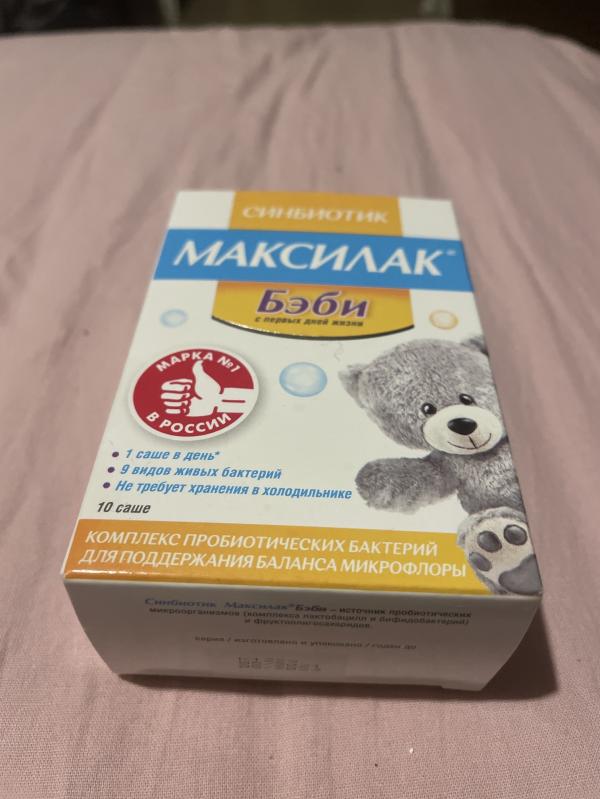 СИНБИОТИК
МАКСИЛАК®
Бэби
с первых дней жизни
МАРКА №1
В РОССИИ
• 1 саше в день*
• 9 видов живых бактерий
• Не требует хранения в холодильнике
10 саше
КОМПЛЕКС ПРОБИОТИЧЕСКИХ БАКТЕРИЙ
ДЛЯ ПОДДЕРЖАНИЯ БАЛАНСА МИКРОФЛОРЫ
Синбиотик Максилак® Бэби – источник пробиотических
микроорганизмов (комплекса лактобацилл и бифидобактерий)
и фруктоолигосахаридов.
серия / изготовлено и упаковано / годен до